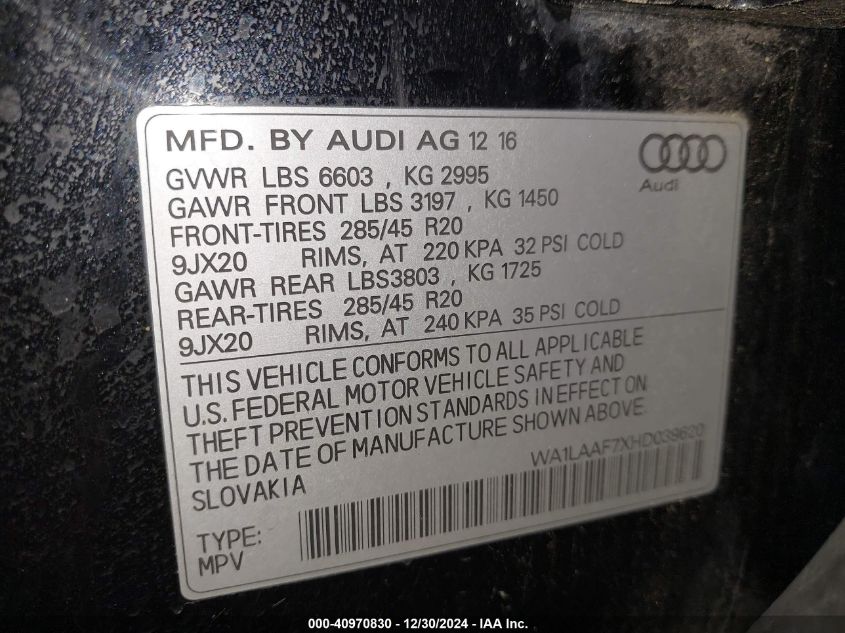 MFD. BY AUDI AG 12 16
Audi
GVWR LBS 6603 , KG 2995
GAWR FRONT LBS 3197 , KG 1450
FRONT-TIRES 285/45 R20
9JX20 RIMS, AT 220 KPA 32 PSI COLD
GAWR REAR LBS3803 , KG 1725
REAR-TIRES 285/45 R20
9JX20 RIMS, AT 240 KPA 35 PSI COLD
THIS VEHICLE CONFORMS TO ALL APPLICABLE
U.S. FEDERAL MOTOR VEHICLE SAFETY AND
THEFT PREVENTION STANDARDS IN EFFECT ON
THE DATE OF MANUFACTURE SHOWN ABOVE.
SLOVAKIA
WA1LAAF7XHD039620
TYPE:
MPV
000-40970830 - 12/30/2024 - IAA Inc.